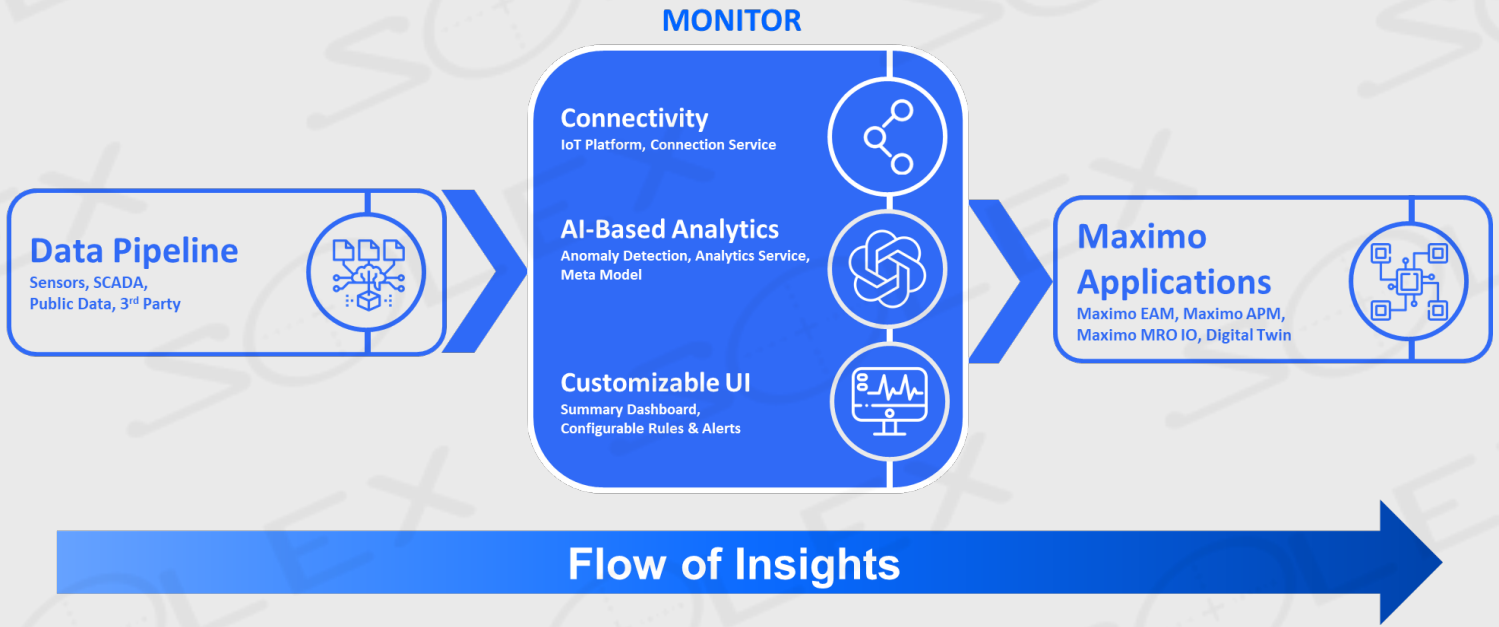 MONITOR
Connectivity
IoT Platform, Connection Service
AI-Based Analytics
Anomaly Detection, Analytics Service,
Meta Model
Customizable UI
Summary Dashboard,
Configurable Rules & Alerts
Data Pipeline
Sensors, SCADA,
Public Data, 3rd Party
Maximo
Applications
Maximo EAM, Maximo APM,
Maximo MRO IO, Digital Twin
Flow of Insights
SOLEX